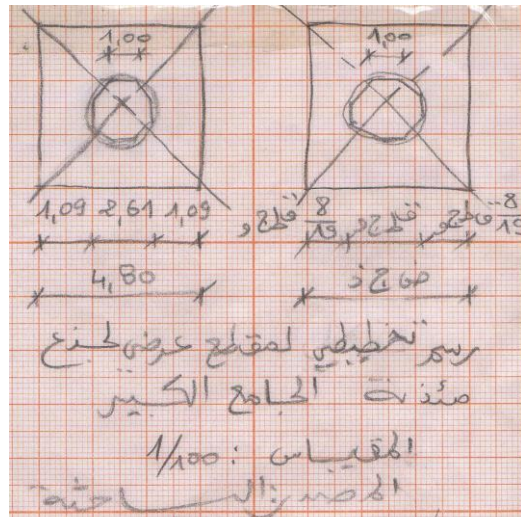 1,00 1,00
1,09 2,61 1,09
4,80
ض ج ذ
رسم تخطيطي لمقطع عرضي لجذع
مئذنة الجامع الكبير
المقياس : 1/100
المصدر: الباحثة